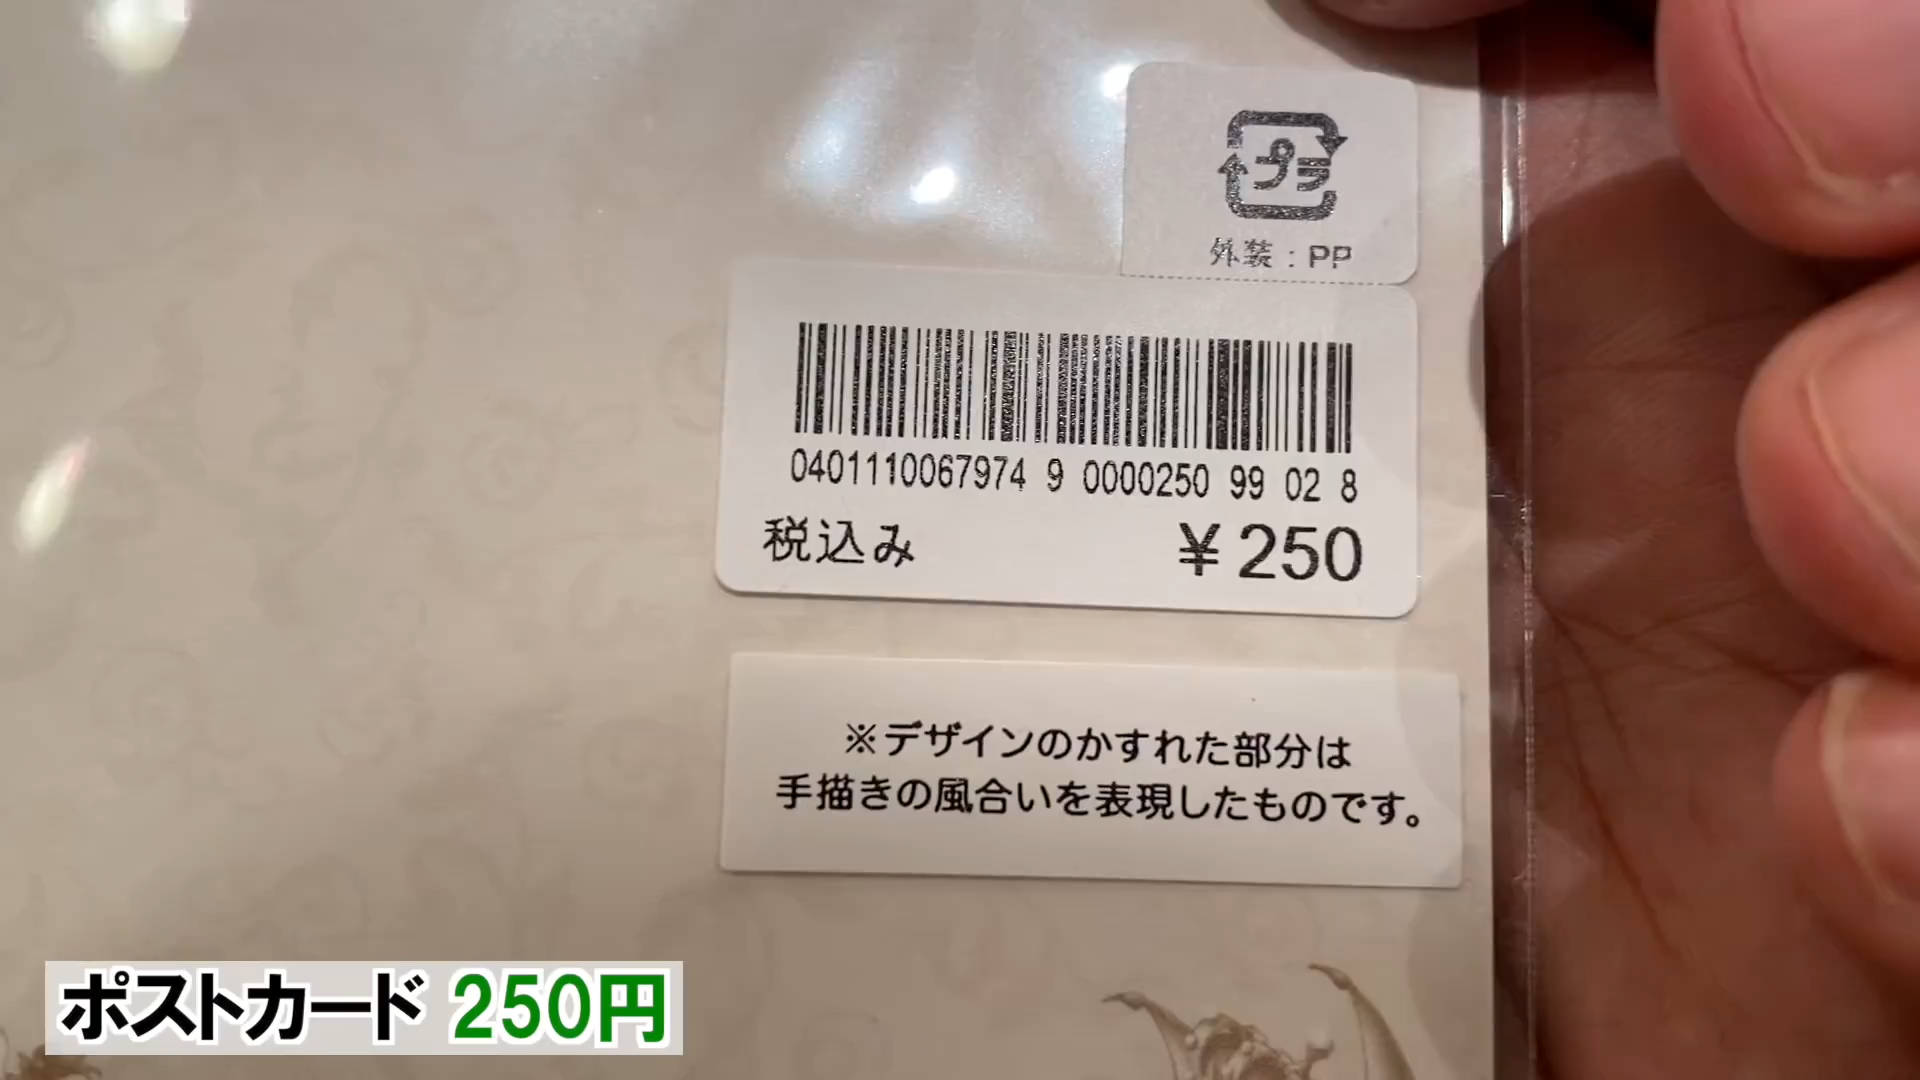 プラ
外装：PP
0401110067974 9 0000250 99 02 8
税込み ￥250
※デザインのかすれた部分は
手描きの風合いを表現したものです。
ポストカード 250円